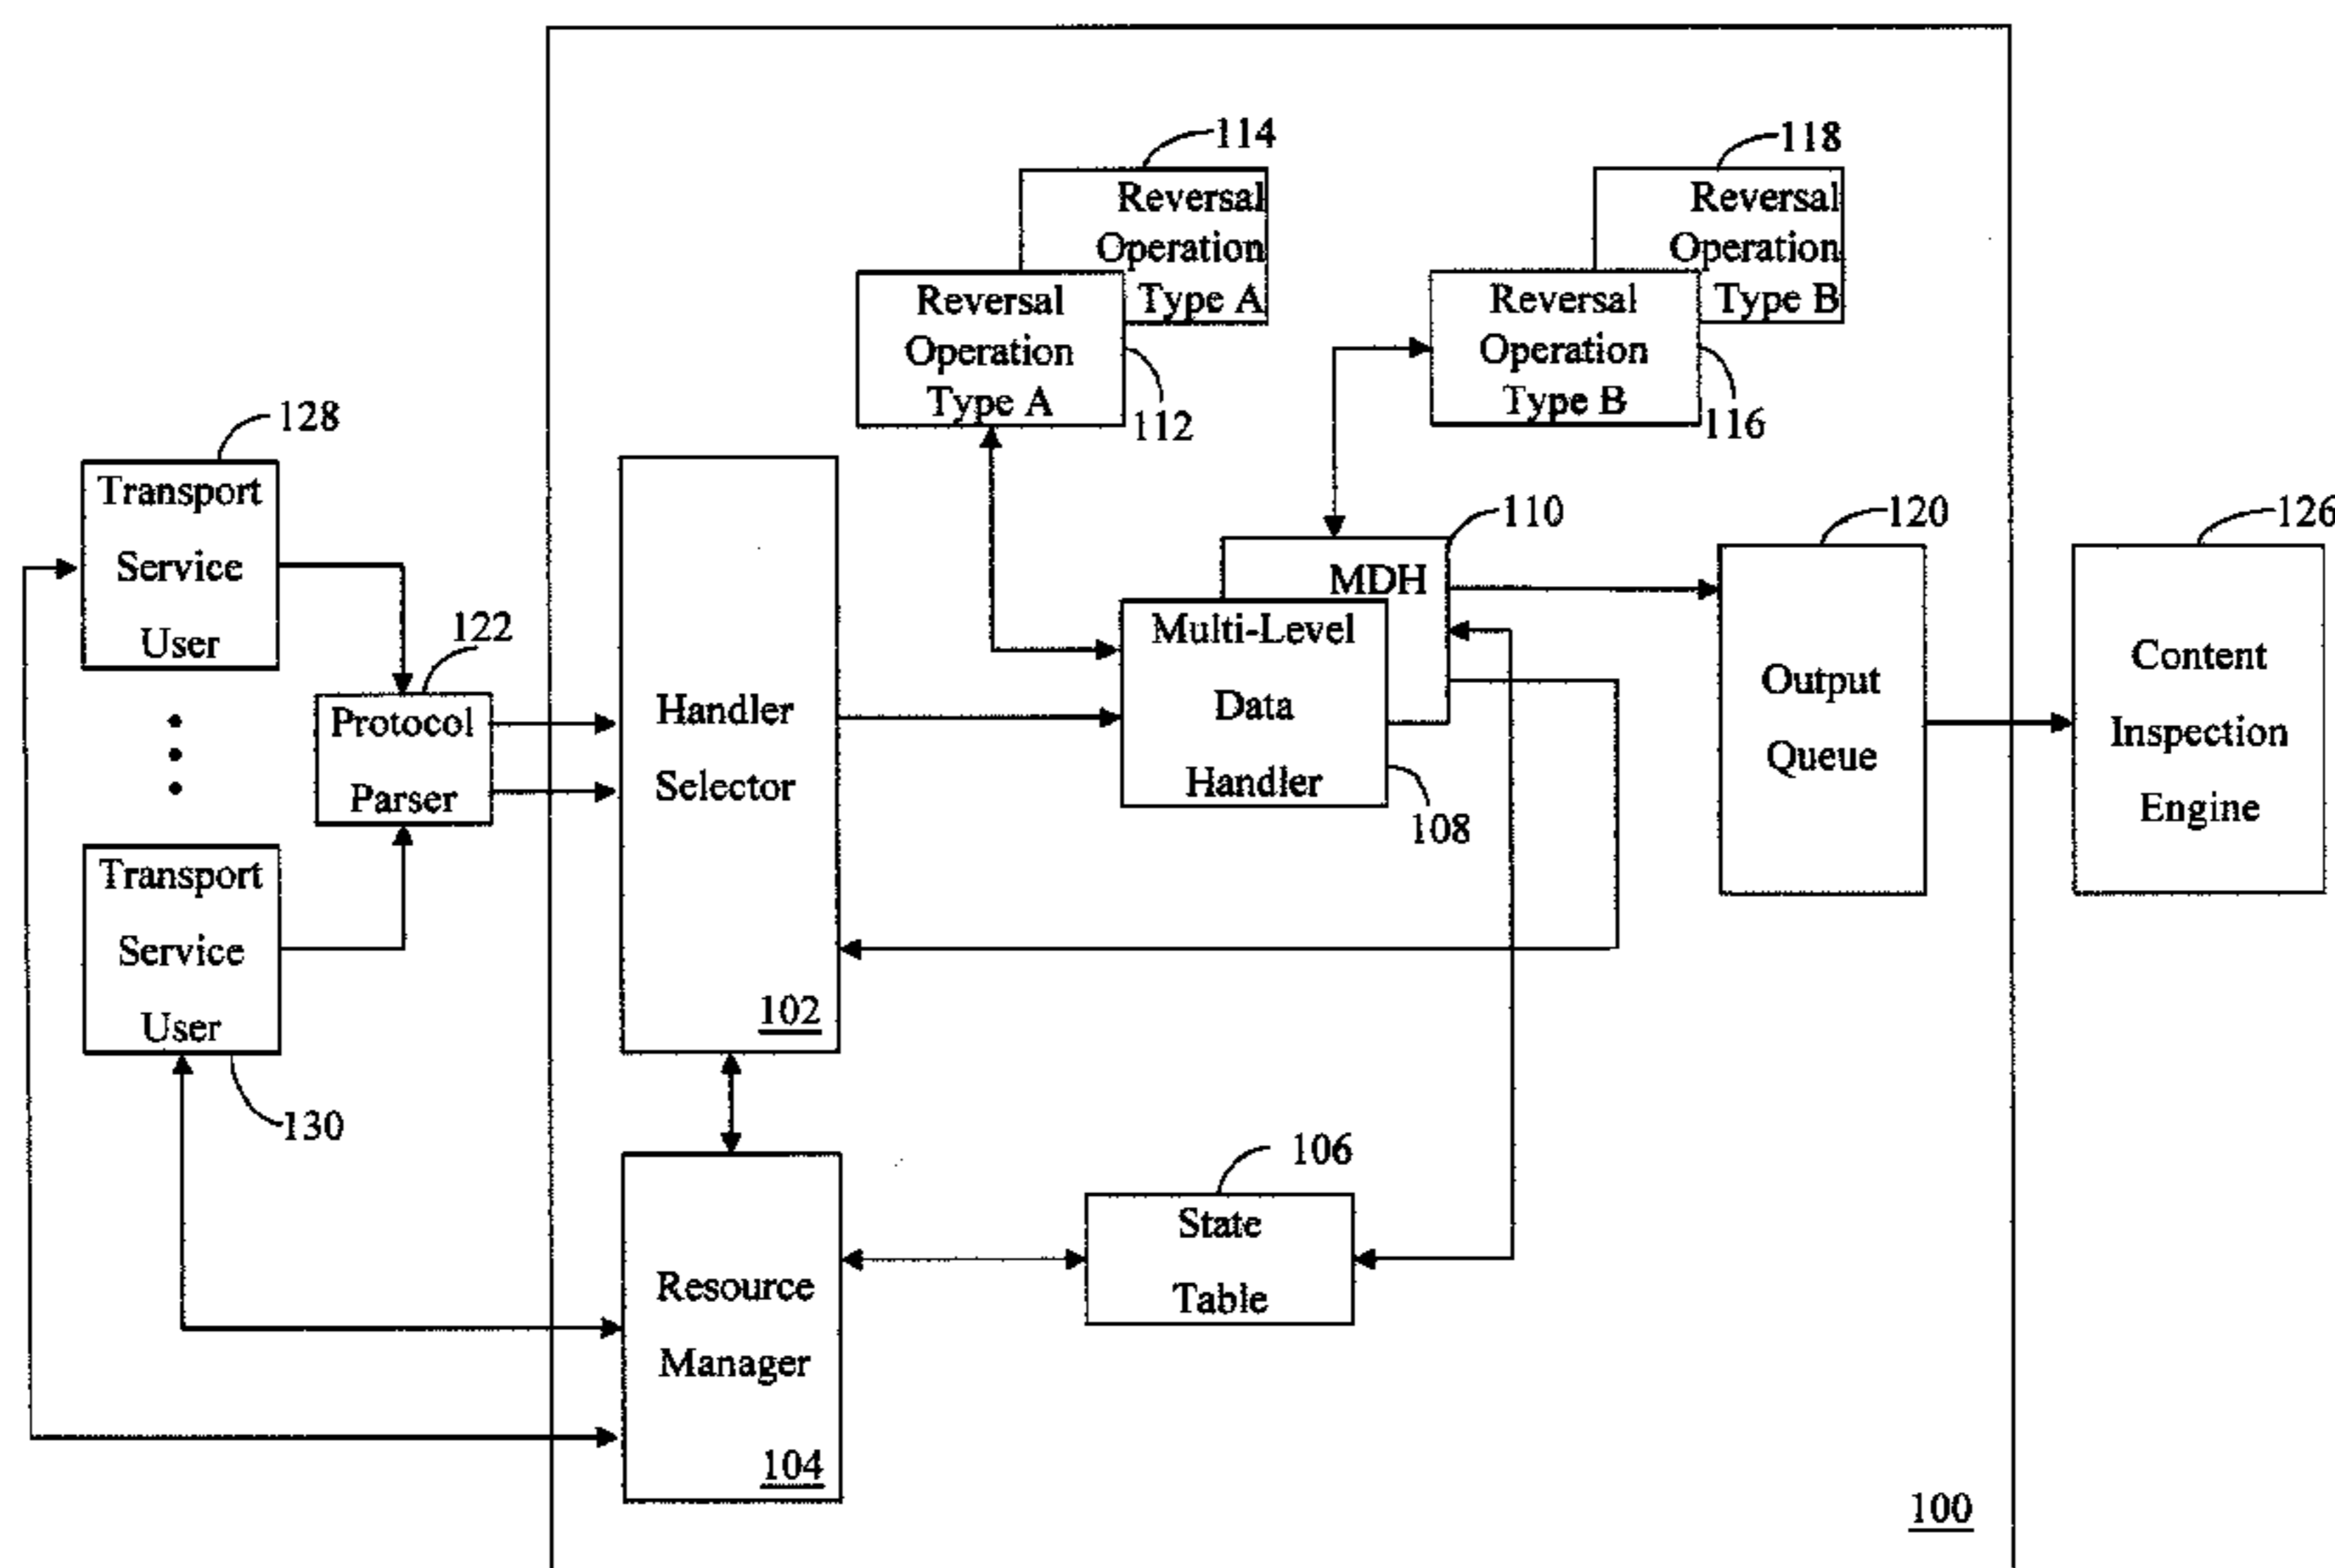 114
Reversal
Operation
Type A
118
Reversal
Operation
Type B
Reversal
Operation
Type A
112
Reversal
Operation
Type B
116
128
Transport
Service
User
122
Protocol
Parser
Transport
Service
User
130
Handler
Selector
102
110
MDH
Multi-Level
Data
Handler
108
120
Output
Queue
126
Content
Inspection
Engine
106
State
Table
Resource
Manager
104
100